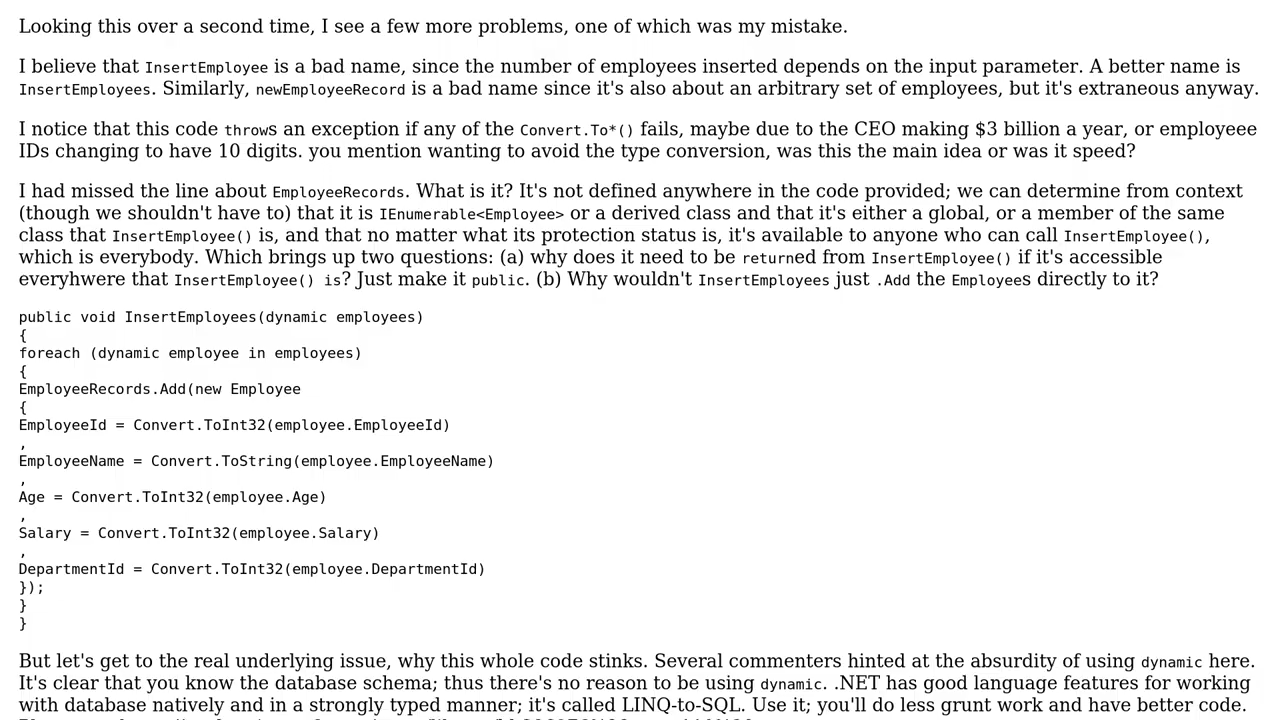 Looking this over a second time, I see a few more problems, one of which was my mistake.
I believe that InsertEmployee is a bad name, since the number of employees inserted depends on the input parameter. A better name is
InsertEmployees. Similarly, newEmployeeRecord is a bad name since it's also about an arbitrary set of employees, but it's extraneous anyway.
I notice that this code throws an exception if any of the Convert.To*() fails, maybe due to the CEO making $3 billion a year, or employeee
IDs changing to have 10 digits. you mention wanting to avoid the type conversion, was this the main idea or was it speed?
I had missed the line about EmployeeRecords. What is it? It's not defined anywhere in the code provided; we can determine from context
(though we shouldn't have to) that it is IEnumerable<Employee> or a derived class and that it's either a global, or a member of the same
class that InsertEmployee() is, and that no matter what its protection status is, it's available to anyone who can call InsertEmployee(),
which is everybody. Which brings up two questions: (a) why does it need to be returned from InsertEmployee() if it's accessible
everyhwere that InsertEmployee() is? Just make it public. (b) Why wouldn't InsertEmployees just .Add the Employees directly to it?
public void InsertEmployees(dynamic employees)
{
foreach (dynamic employee in employees)
{
EmployeeRecords.Add(new Employee
{
EmployeeId = Convert.ToInt32(employee.EmployeeId)
,
EmployeeName = Convert.ToString(employee.EmployeeName)
,
Age = Convert.ToInt32(employee.Age)
,
Salary = Convert.ToInt32(employee.Salary)
,
DepartmentId = Convert.ToInt32(employee.DepartmentId)
});
}
}
But let's get to the real underlying issue, why this whole code stinks. Several commenters hinted at the absurdity of using dynamic here.
It's clear that you know the database schema; thus there's no reason to be using dynamic. .NET has good language features for working
with database natively and in a strongly typed manner; it's called LINQ-to-SQL. Use it; you'll do less grunt work and have better code.